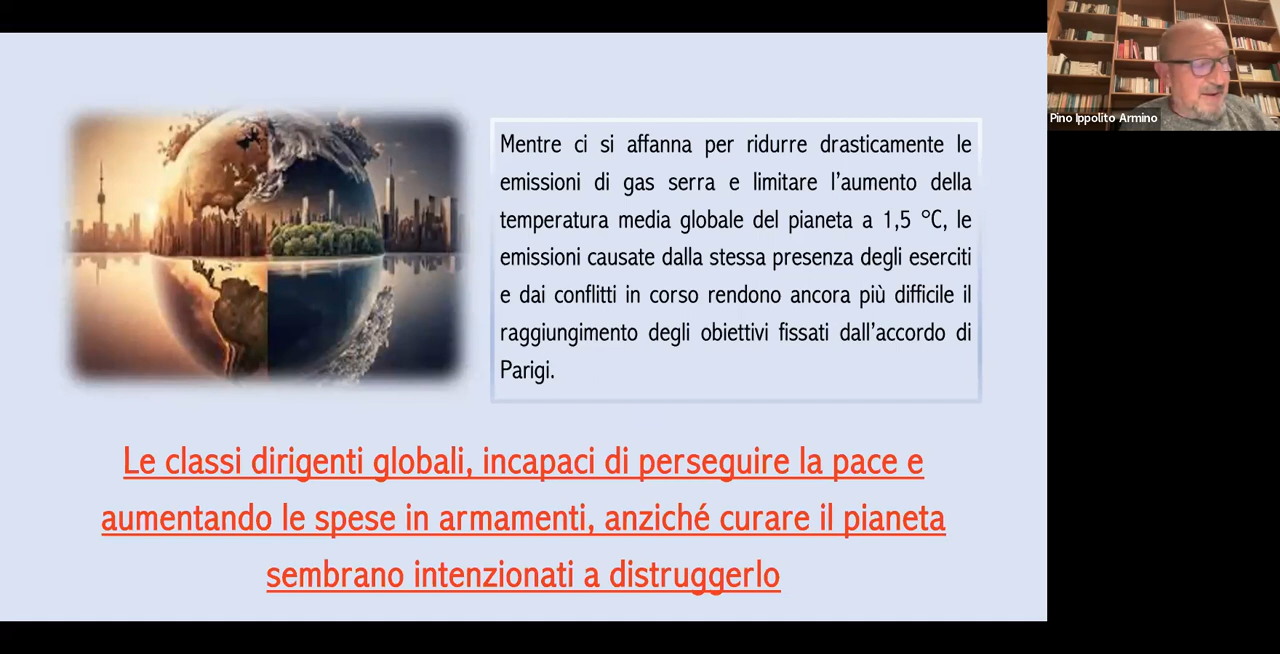 Mentre ci si affanna per ridurre drasticamente le
emissioni di gas serra e limitare l’aumento della
temperatura media globale del pianeta a 1,5 °C, le
emissioni causate dalla stessa presenza degli eserciti
e dai conflitti in corso rendono ancora più difficile il
raggiungimento degli obiettivi fissati dall’accordo di
Parigi.
Le classi dirigenti globali, incapaci di perseguire la pace e
aumentando le spese in armamenti, anziché curare il pianeta
sembrano intenzionati a distruggerlo
Pino Ippolito Armino